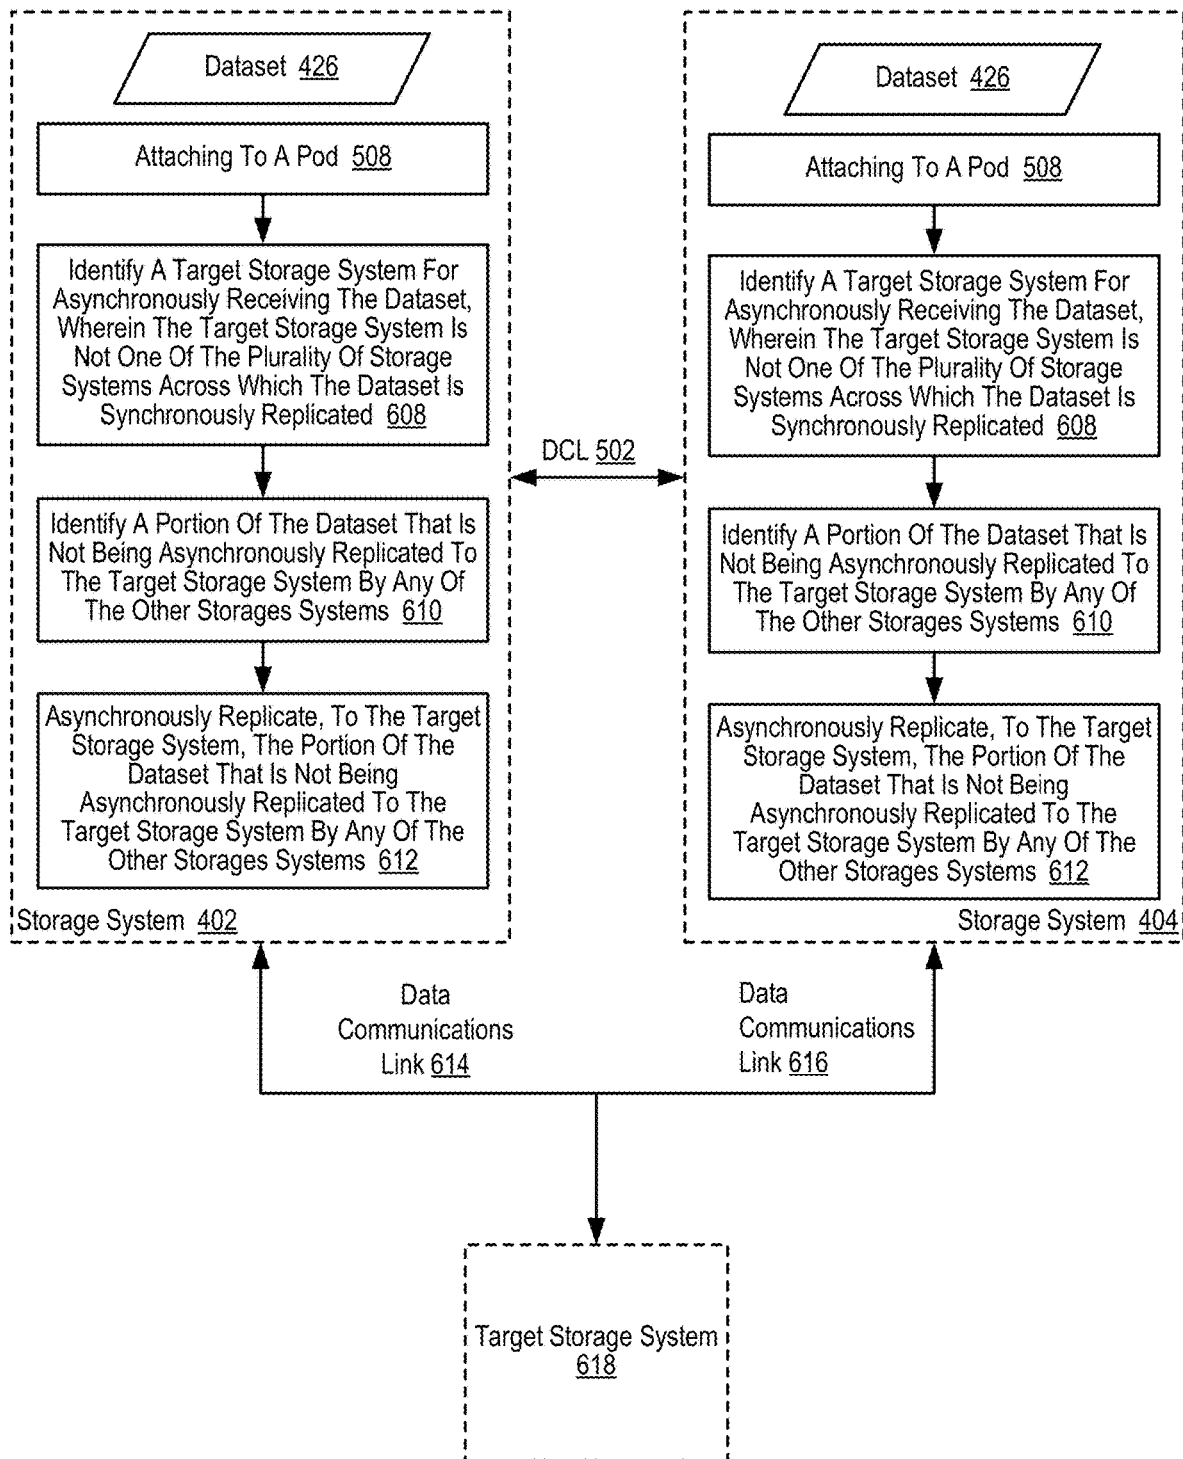 Dataset 426
Attaching To A Pod 508
Identify A Target Storage System For
Asynchronously Receiving The Dataset,
Wherein The Target Storage System Is
Not One Of The Plurality Of Storage
Systems Across Which The Dataset Is
Synchronously Replicated 608
Identify A Portion Of The Dataset That Is
Not Being Asynchronously Replicated To
The Target Storage System By Any Of
The Other Storages Systems 610
Asynchronously Replicate, To The Target
Storage System, The Portion Of The
Dataset That Is Not Being
Asynchronously Replicated To The
Target Storage System By Any Of The
Other Storages Systems 612
Storage System 402
DCL 502
Dataset 426
Attaching To A Pod 508
Identify A Target Storage System For
Asynchronously Receiving The Dataset,
Wherein The Target Storage System Is
Not One Of The Plurality Of Storage
Systems Across Which The Dataset Is
Synchronously Replicated 608
Identify A Portion Of The Dataset That Is
Not Being Asynchronously Replicated To
The Target Storage System By Any Of
The Other Storages Systems 610
Asynchronously Replicate, To The Target
Storage System, The Portion Of The
Dataset That Is Not Being
Asynchronously Replicated To The
Target Storage System By Any Of The
Other Storages Systems 612
Storage System 404
Data
Communications
Link 614
Data
Communications
Link 616
Target Storage System
618